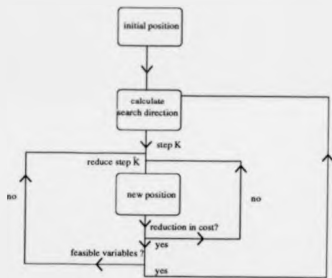 initial position
calculate
search direction
step K
reduce step K
new position
no
no
reduction in cost?
yes
feasible variables ?
yes